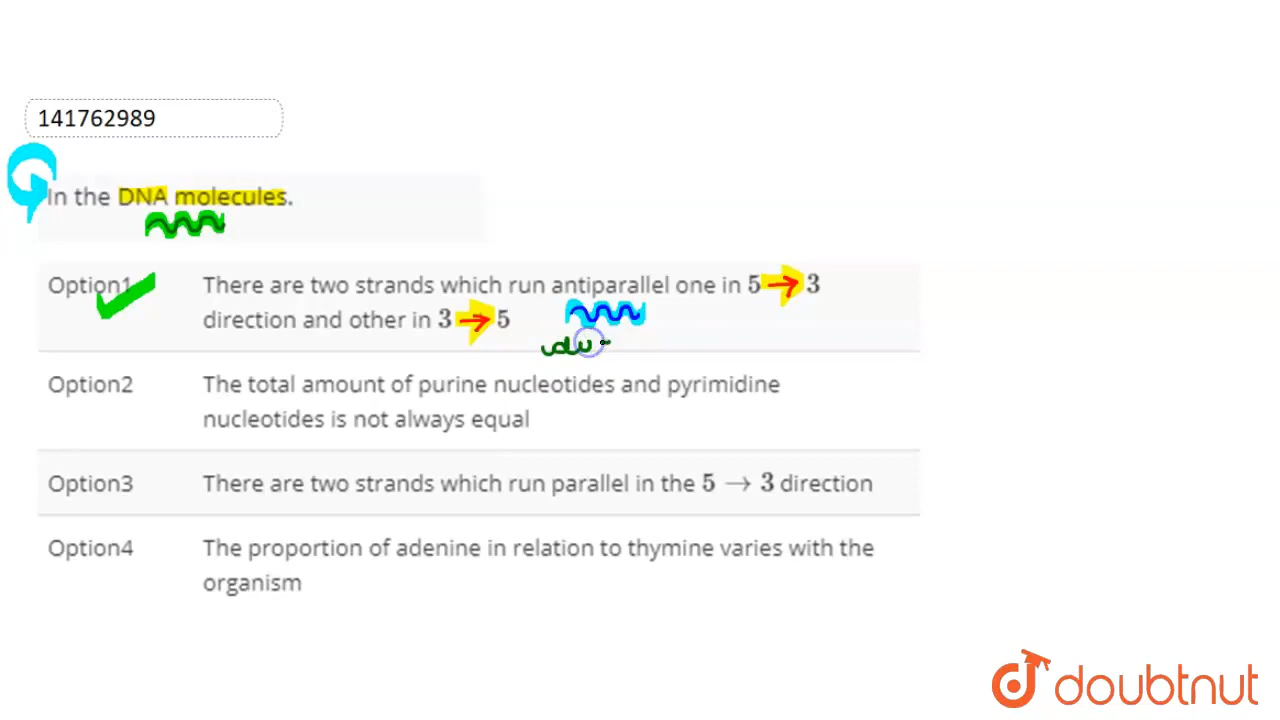 141762989
In the DNA molecules.
Option1 There are two strands which run antiparallel one in 5 → 3
direction and other in 3 → 5
Option2 The total amount of purine nucleotides and pyrimidine
nucleotides is not always equal
Option3 There are two strands which run parallel in the 5 → 3 direction
Option4 The proportion of adenine in relation to thymine varies with the
organism
doubtnut